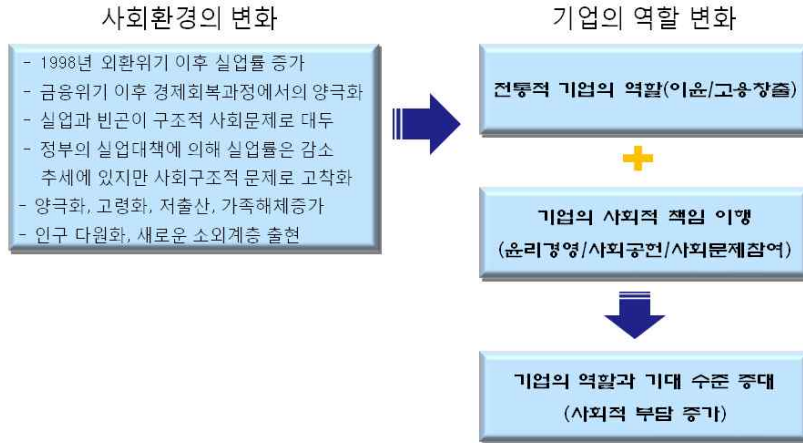 사회환경의 변화
- 1998년 외환위기 이후 실업률 증가
- 금융위기 이후 경제회복과정에서의 양극화
- 실업과 빈곤이 구조적 사회문제로 대두
- 정부의 실업대책에 의해 실업률은 감소
추세에 있지만 사회구조적 문제로 고착화
- 양극화, 고령화, 저출산, 가족해체증가
- 인구 다원화, 새로운 소외계층 출현
기업의 역할 변화
전통적 기업의 역할(이윤/고용창출)
기업의 사회적 책임 이행
(윤리경영/사회공헌/사회문제참여)
기업의 역할과 기대 수준 증대
(사회적 부담 증가)